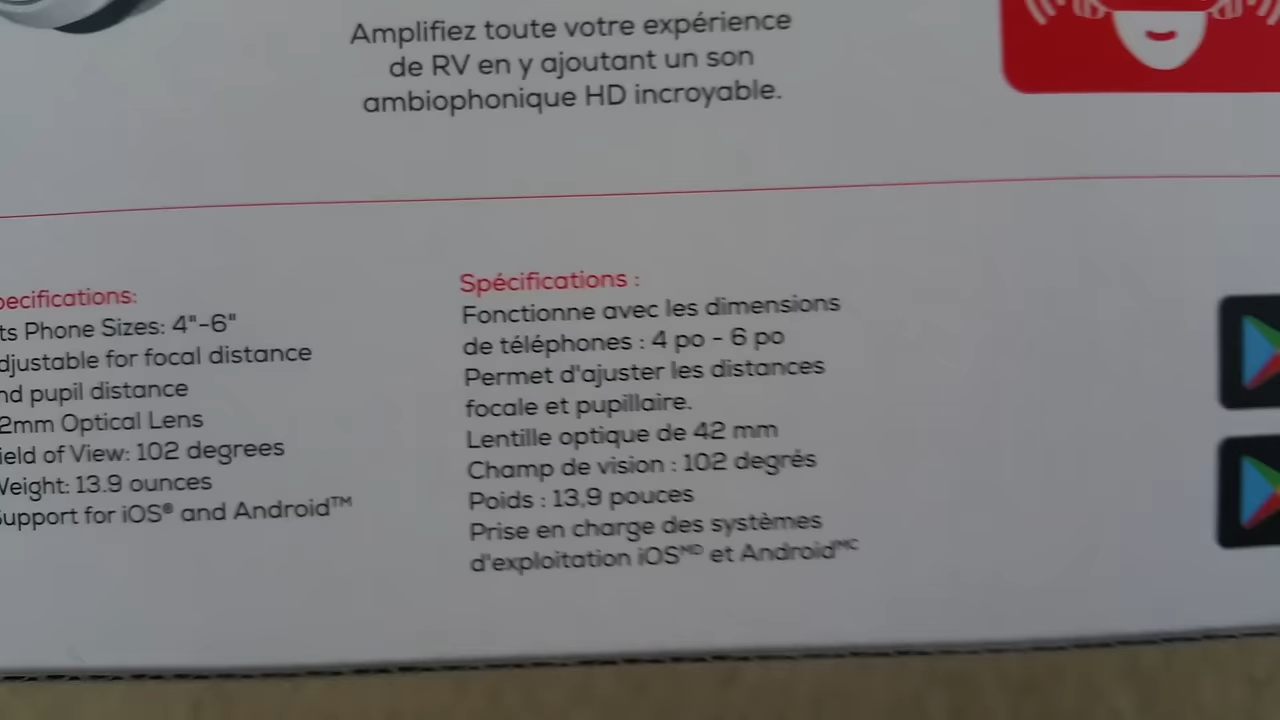 Amplifiez toute votre expérience
de RV en y ajoutant un son
ambiophonique HD incroyable.
pecifications:
ts Phone Sizes: 4"-6"
djustable for focal distance
nd pupil distance
2mm Optical Lens
ield of View: 102 degrees
Weight: 13.9 ounces
Support for iOS® and Android™
Spécifications :
Fonctionne avec les dimensions
de téléphones : 4 po - 6 po
Permet d'ajuster les distances
focale et pupillaire.
Lentille optique de 42 mm
Champ de vision : 102 degrés
Poids : 13,9 pouces
Prise en charge des systèmes
d'exploitation iOSᴹᴰ et Androidᴹᶜ